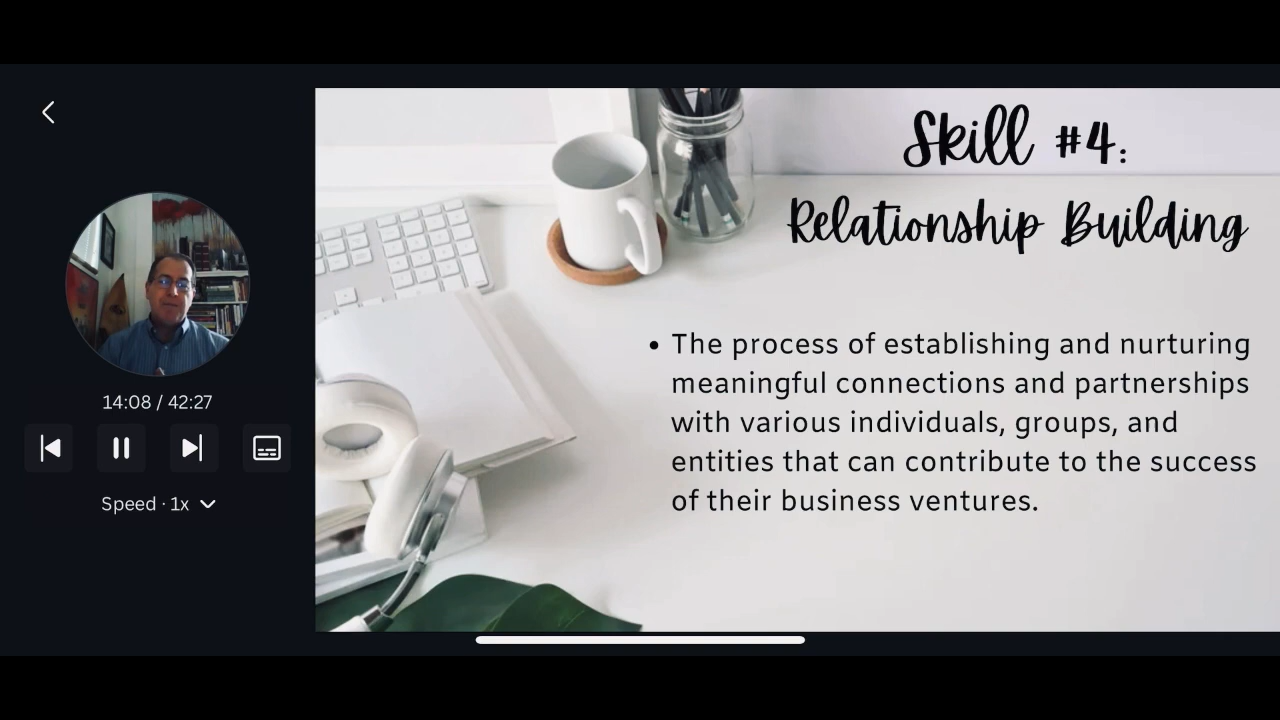 14:08 / 42:27
Speed · 1x
Skill #4:
Relationship Building
• The process of establishing and nurturing
meaningful connections and partnerships
with various individuals, groups, and
entities that can contribute to the success
of their business ventures.